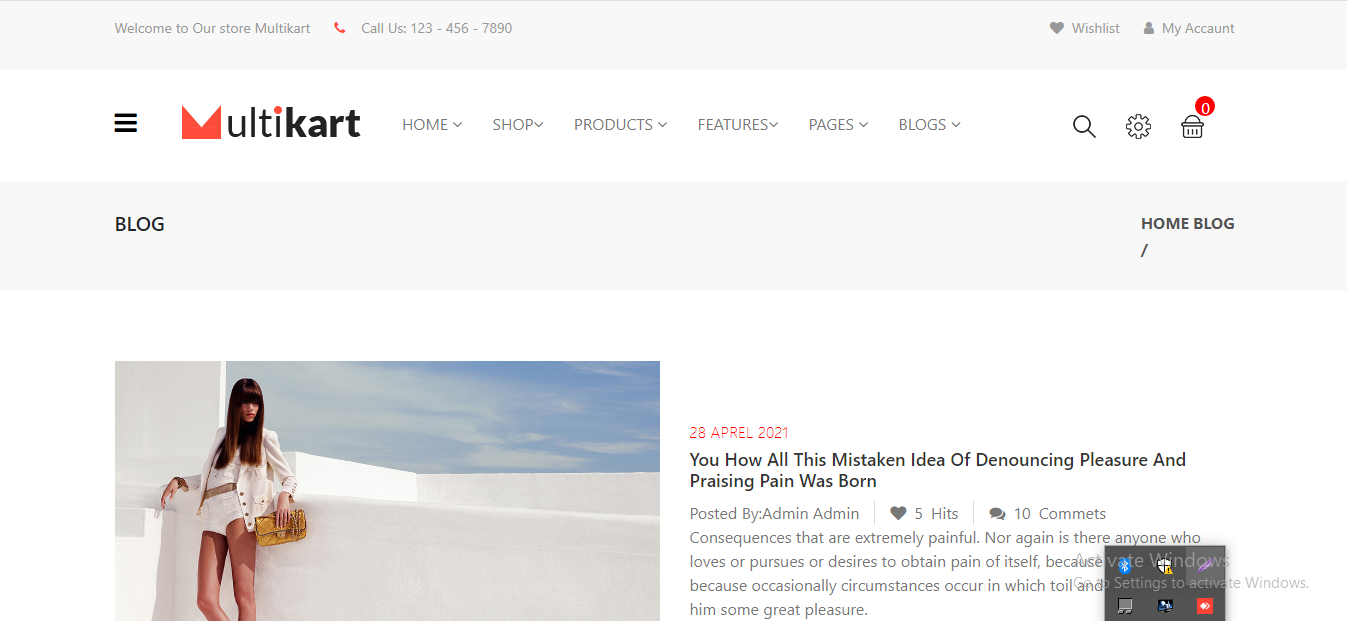 Welcome to Our store Multikart Call Us: 123 - 456 - 7890 Wishlist My Accaunt
Multikart HOME SHOP PRODUCTS FEATURES PAGES BLOGS 0
BLOG HOME BLOG
/
28 APREL 2021
You How All This Mistaken Idea Of Denouncing Pleasure And
Praising Pain Was Born
Posted By:Admin Admin 5 Hits 10 Commets
Consequences that are extremely painful. Nor again is there anyone who
loves or pursues or desires to obtain pain of itself, because
because occasionally circumstances occur in which toil and
him some great pleasure.
Activate Windows
Go to Settings to activate Windows.